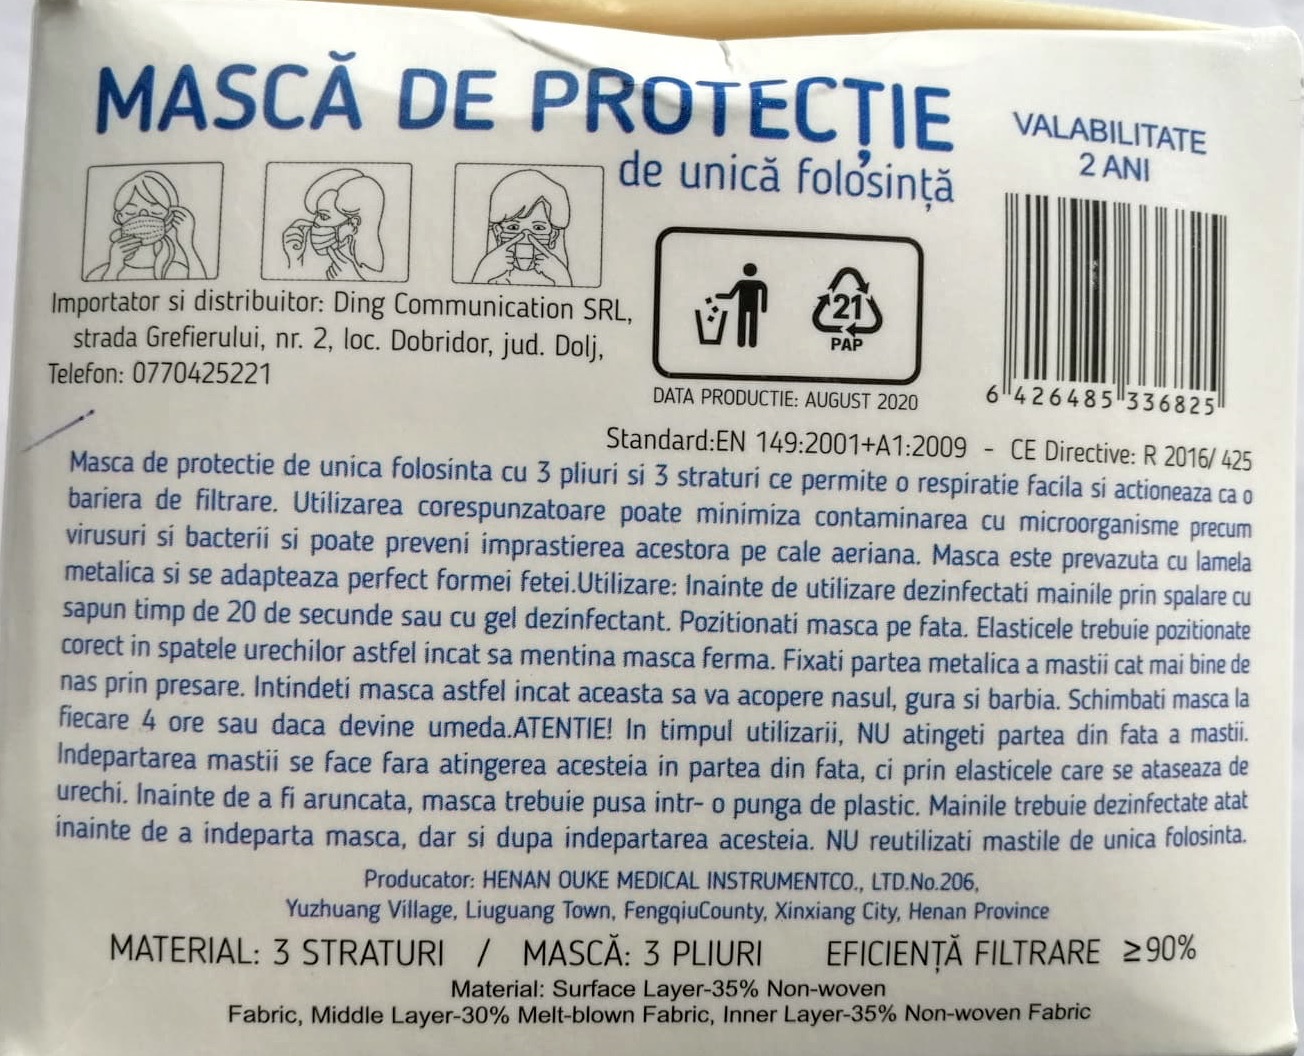 MASCĂ DE PROTECȚIE
de unică folosință
VALABILITATE
2 ANI
Importator si distribuitor: Ding Communication SRL,
strada Grefierului, nr. 2, loc. Dobridor, jud. Dolj,
Telefon: 0770425221
21
PAP
DATA PRODUCTIE: AUGUST 2020
6 426485 336825
Standard:EN 149:2001+A1:2009 - CE Directive: R 2016/ 425
Masca de protectie de unica folosinta cu 3 pliuri si 3 straturi ce permite o respiratie facila si actioneaza ca o
bariera de filtrare. Utilizarea corespunzatoare poate minimiza contaminarea cu microorganisme precum
virusuri si bacterii si poate preveni imprastierea acestora pe cale aeriana. Masca este prevazuta cu lamela
metalica si se adapteaza perfect formei fetei.Utilizare: Inainte de utilizare dezinfectati mainile prin spalare cu
sapun timp de 20 de secunde sau cu gel dezinfectant. Pozitionati masca pe fata. Elasticele trebuie pozitionate
corect in spatele urechilor astfel incat sa mentina masca ferma. Fixati partea metalica a mastii cat mai bine de
nas prin presare. Intindeti masca astfel incat aceasta sa va acopere nasul, gura si barbia. Schimbati masca la
fiecare 4 ore sau daca devine umeda.ATENTIE! In timpul utilizarii, NU atingeti partea din fata a mastii.
Indepartarea mastii se face fara atingerea acesteia in partea din fata, ci prin elasticele care se ataseaza de
urechi. Inainte de a fi aruncata, masca trebuie pusa intr- o punga de plastic. Mainile trebuie dezinfectate atat
inainte de a indeparta masca, dar si dupa indepartarea acesteia. NU reutilizati mastile de unica folosinta.
Producator: HENAN OUKE MEDICAL INSTRUMENTCO., LTD.No.206,
Yuzhuang Village, Liuguang Town, FengqiuCounty, Xinxiang City, Henan Province
MATERIAL: 3 STRATURI / MASCĂ: 3 PLIURI EFICIENȚĂ FILTRARE ≥90%
Material: Surface Layer-35% Non-woven
Fabric, Middle Layer-30% Melt-blown Fabric, Inner Layer-35% Non-woven Fabric